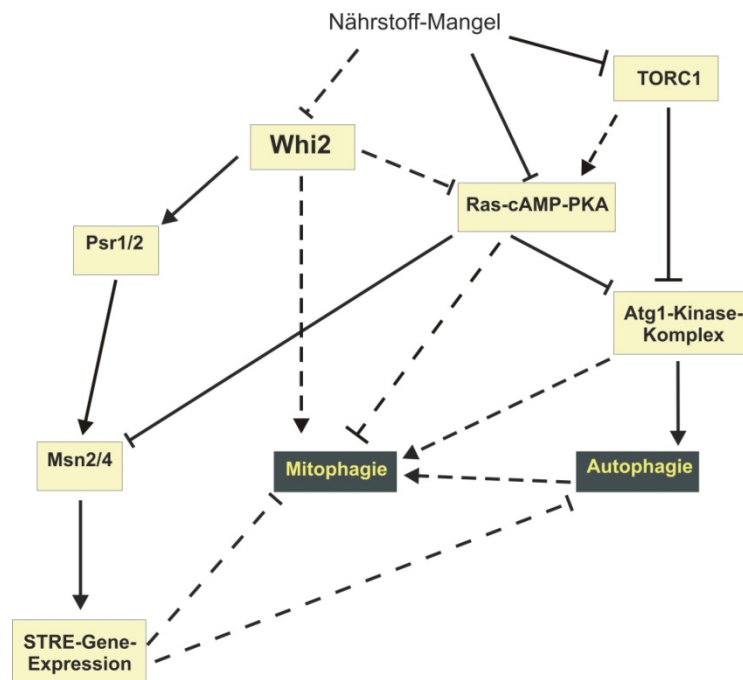 Nährstoff-Mangel
TORC1
Whi2
Ras-cAMP-PKA
Psr1/2
Atg1-Kinase-
Komplex
Msn2/4
Mitophagie
Autophagie
STRE-Gene-
Expression